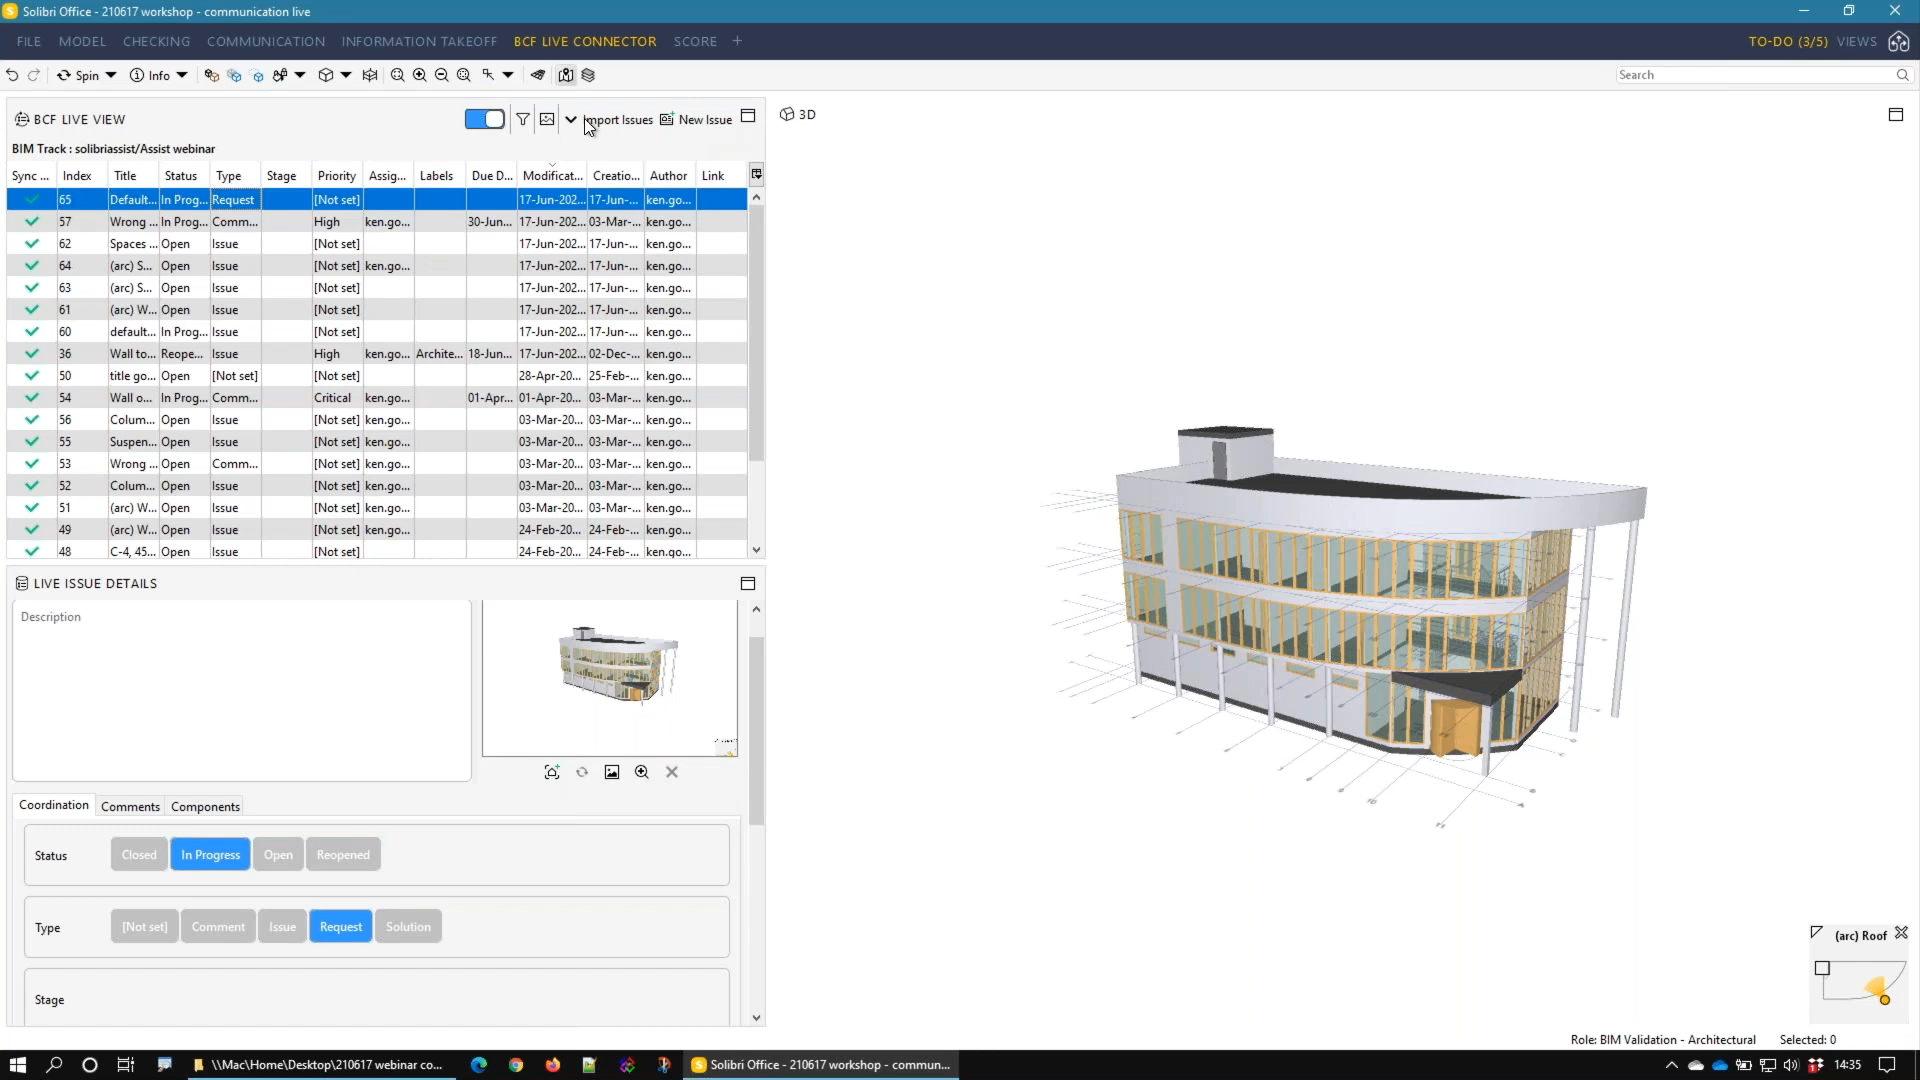 Solibri Office - 210617 workshop - communication live
FILE MODEL CHECKING COMMUNICATION INFORMATION TAKEOFF BCF LIVE CONNECTOR SCORE + TO-DO (3/5) VIEWS
Spin Info Search
BCF LIVE VIEW Import Issues New Issue
3D
BIM Track : solibriassist/Assist webinar
Sync ... Index Title Status Type Stage Priority Assig... Labels Due D... Modificat... Creatio... Author Link
65 Default... In Prog... Request [Not set] 17-Jun-202... 17-Jun-... ken.go...
57 Wrong ... In Prog... Comm... High ken.go... 30-Jun... 17-Jun-202... 03-Mar-... ken.go...
62 Spaces ... Open Issue [Not set] 17-Jun-202... 17-Jun-... ken.go...
64 (arc) S... Open Issue [Not set] ken.go... 17-Jun-202... 17-Jun-... ken.go...
63 (arc) S... Open Issue [Not set] 17-Jun-202... 17-Jun-... ken.go...
61 (arc) W... Open Issue [Not set] 17-Jun-202... 17-Jun-... ken.go...
60 default... In Prog... Issue [Not set] 17-Jun-202... 17-Jun-... ken.go...
36 Wall to... Reope... Issue High ken.go... Archite... 18-Jun... 17-Jun-202... 02-Dec-... ken.go...
50 title go... Open [Not set] [Not set] 28-Apr-20... 25-Feb-... ken.go...
54 Wall o... In Prog... Comm... Critical ken.go... 01-Apr... 01-Apr-20... 03-Mar-... ken.go...
56 Colum... Open Issue [Not set] ken.go... 03-Mar-20... 03-Mar-... ken.go...
55 Suspen... Open Issue [Not set] ken.go... 03-Mar-20... 03-Mar-... ken.go...
53 Wrong ... Open Comm... [Not set] ken.go... 03-Mar-20... 03-Mar-... ken.go...
52 Colum... Open Issue [Not set] ken.go... 03-Mar-20... 03-Mar-... ken.go...
51 (arc) W... Open Issue [Not set] ken.go... 03-Mar-20... 03-Mar-... ken.go...
49 (arc) W... Open Issue [Not set] ken.go... 24-Feb-20... 24-Feb-... ken.go...
48 C-4, 45... Open Issue [Not set] 24-Feb-20... 24-Feb-... ken.go...
LIVE ISSUE DETAILS
Description
Coordination Comments Components
Status Closed In Progress Open Reopened
Type [Not set] Comment Issue Request Solution
Stage
(arc) Roof
Role: BIM Validation - Architectural Selected: 0
\\Mac\Home\Desktop\210617 webinar co... Solibri Office - 210617 workshop - commun... 14:35